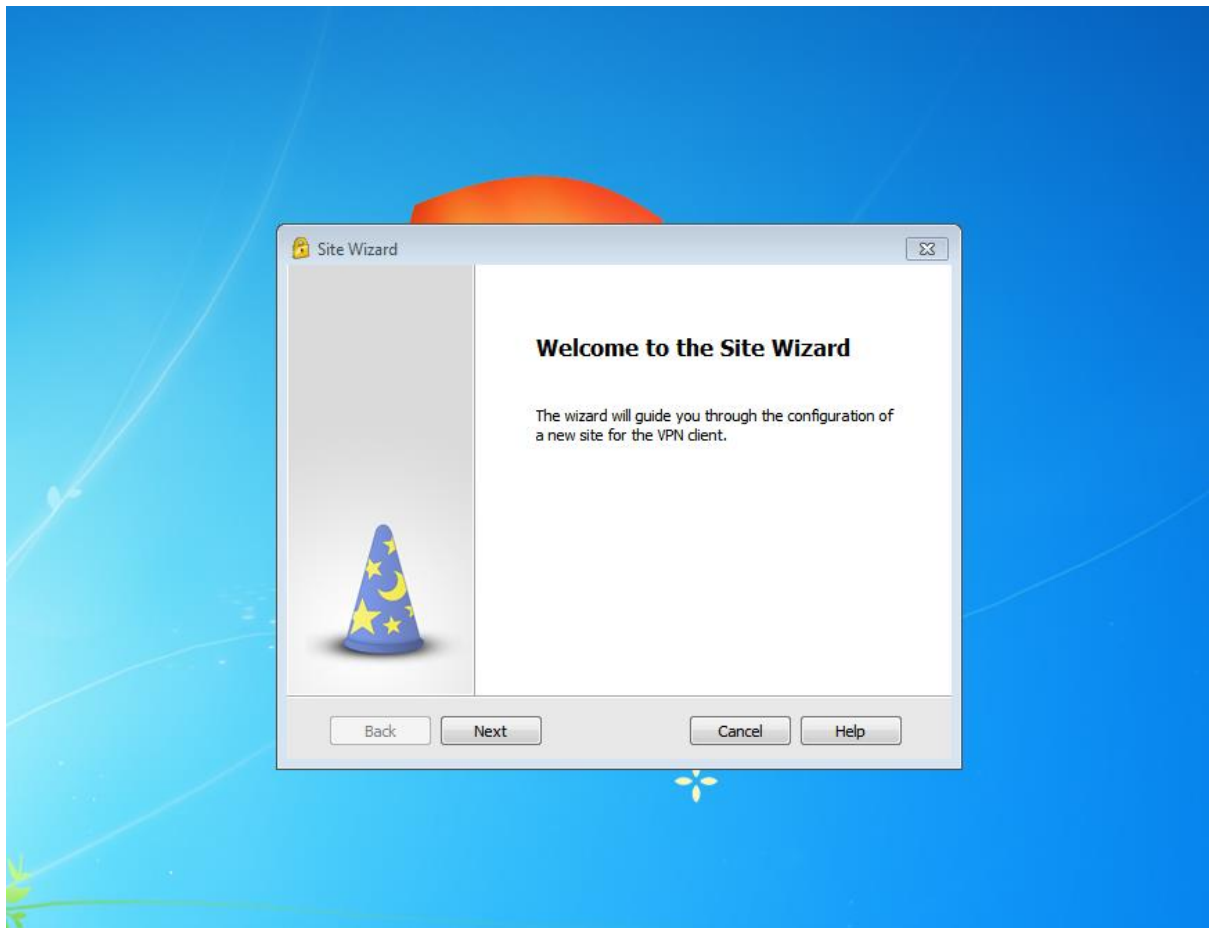 Site Wizard
Welcome to the Site Wizard
The wizard will guide you through the configuration of
a new site for the VPN client.
Back Next Cancel Help